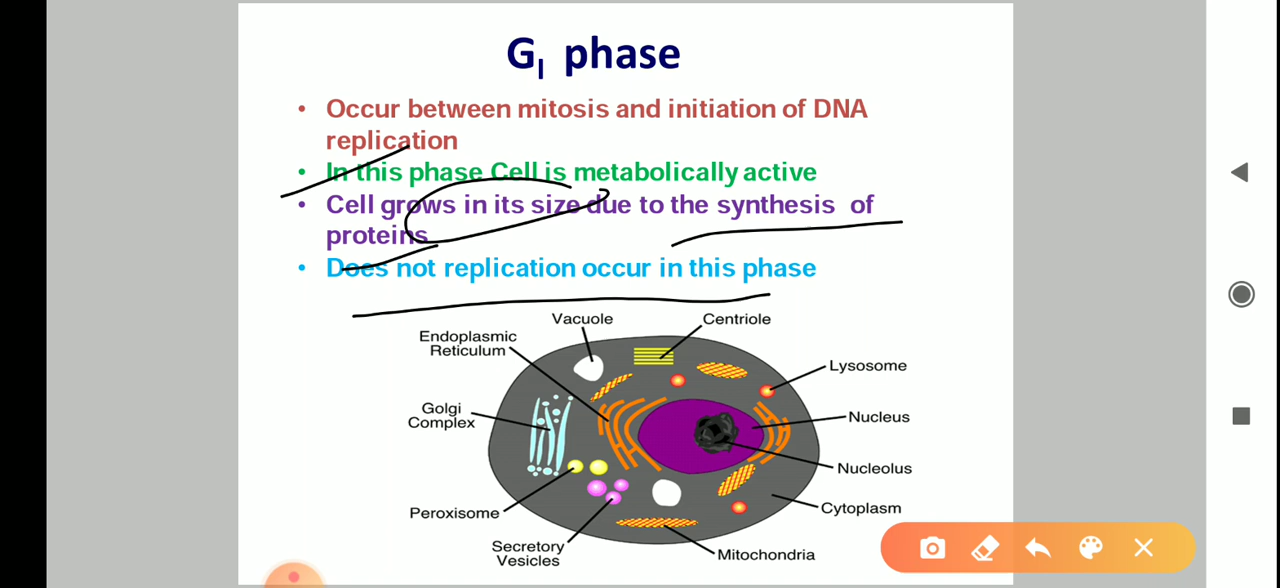 G₁ phase
• Occur between mitosis and initiation of DNA
replication
• In this phase Cell is metabolically active
• Cell grows in its size due to the synthesis of
proteins
• Does not replication occur in this phase
Vacuole
Centriole
Endoplasmic
Reticulum
Lysosome
Golgi
Complex
Nucleus
Nucleolus
Peroxisome
Cytoplasm
Secretory
Vesicles
Mitochondria